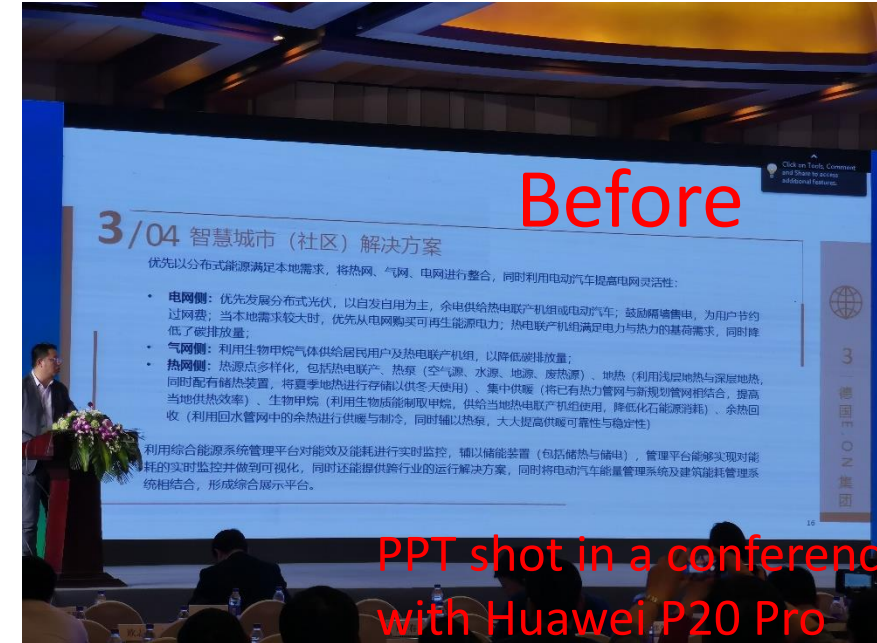 Click on Tools, Comment
and Share to access
additional features.
Before
3/04 智慧城市（社区）解决方案
优先以分布式能源满足本地需求，将热网、气网、电网进行整合，同时利用电动汽车提高电网灵活性：
• 电网侧：优先发展分布式光伏，以自发自用为主，余电供给热电联产机组或电动汽车；鼓励隔墙售电，为用户节约
过网费；当本地需求较大时，优先从电网购买可再生能源电力；热电联产机组满足电力与热力的基荷需求，同时降
低了碳排放量；
• 气网侧：利用生物甲烷气体供给居民用户及热电联产机组，以降低碳排放量；
• 热网侧：热源点多样化，包括热电联产、热泵（空气源、水源、地源、废热源）、地热（利用浅层地热与深层地热，
同时配有储热装置，将夏季地热进行存储以供冬天使用）、集中供暖（将已有热力管网与新规划管网相结合，提高
当地供热效率）、生物甲烷（利用生物质能制取甲烷，供给当地热电联产机组使用，降低化石能源消耗）、余热回
收（利用回水管网中的余热进行供暖与制冷，同时辅以热泵，大大提高供暖可靠性与稳定性）
利用综合能源系统管理平台对能效及能耗进行实时监控，辅以储能装置（包括储热与储电），管理平台能够实现对能
耗的实时监控并做到可视化，同时还能提供跨行业的运行解决方案，同时将电动汽车能量管理系统及建筑能耗管理系
统相结合，形成综合展示平台。
3
德国E.ON集团
16
PPT shot in a conferenc
with Huawei P20 Pro